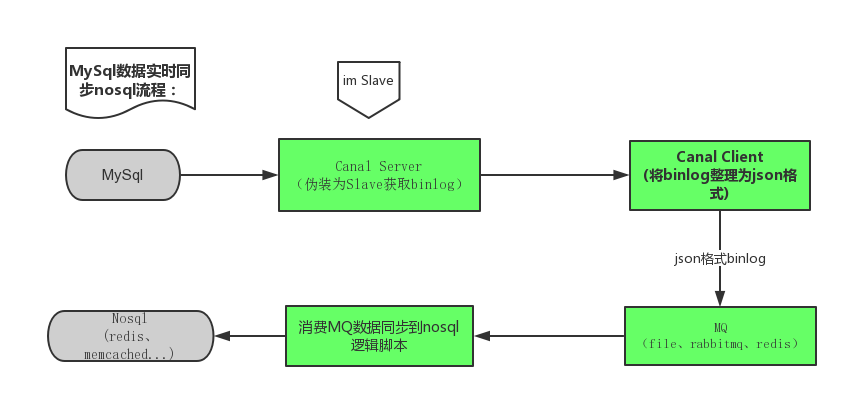 MySql数据实时同
步nosql流程：
im Slave
MySql
Canal Server
（伪装为Slave获取binlog）
Canal Client
(将binlog整理为json格
式)
json格式binlog
Nosql
(redis、
memcached...)
消费MQ数据同步到nosql
逻辑脚本
MQ
（file、rabbitmq、redis）